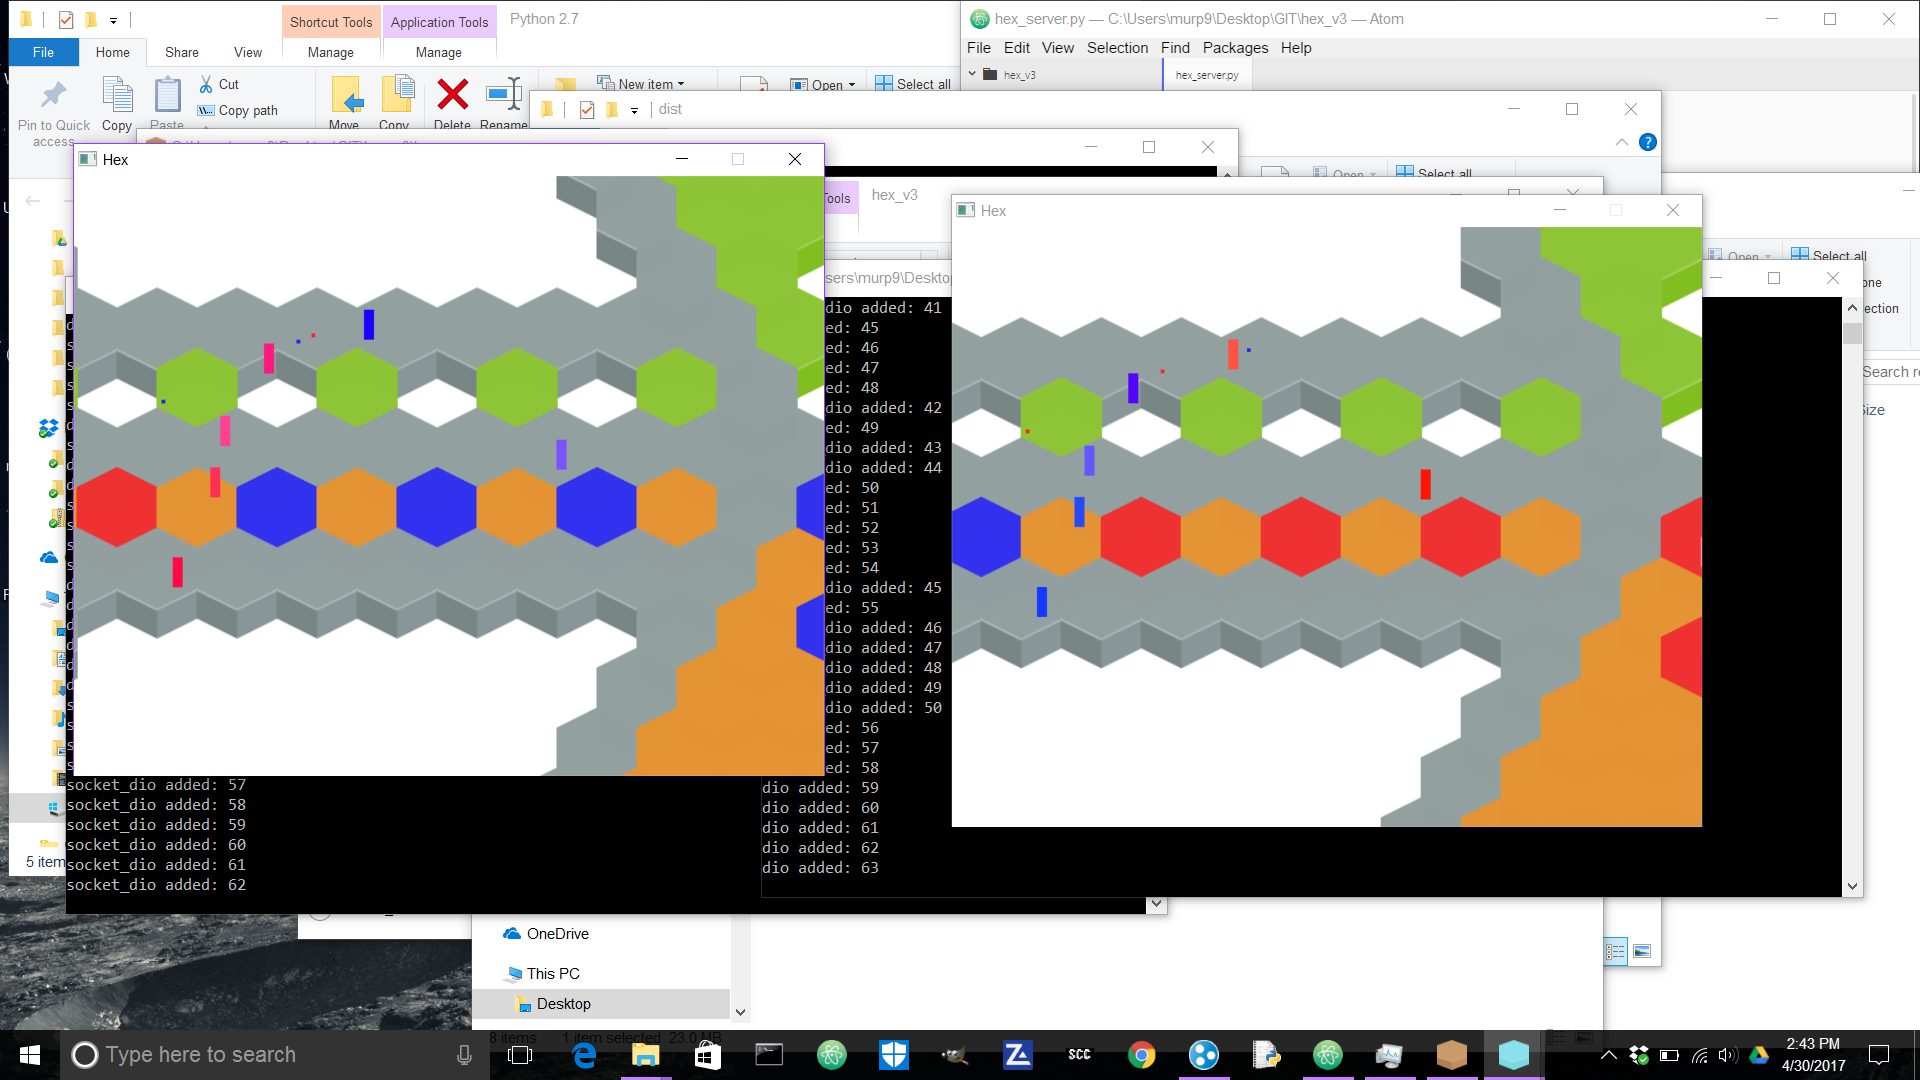 Shortcut Tools
Application Tools
Python 2.7
hex_server.py — C:\Users\murp9\Desktop\GIT\hex_v3 — Atom
File
Home
Share
View
Manage
Manage
File Edit View Selection Find Packages Help
hex_v3
hex_server.py
Pin to Quick access
Copy
Paste
Cut
Copy path
Move
Copy
Delete
Rename
New item
Open
Select all
dist
Open
Select all
Hex
Tools
hex_v3
Hex
Open
Select all
sers\murp9\Desktop
one
ection
Search re
Size
dio added: 41
ed: 45
ed: 46
ed: 47
ed: 48
dio added: 42
ed: 49
dio added: 43
dio added: 44
ed: 50
ed: 51
ed: 52
ed: 53
ed: 54
dio added: 45
ed: 55
dio added: 46
dio added: 47
dio added: 48
dio added: 49
dio added: 50
ed: 56
ed: 57
ed: 58
dio added: 59
dio added: 60
dio added: 61
dio added: 62
dio added: 63
socket_dio added: 57
socket_dio added: 58
socket_dio added: 59
socket_dio added: 60
socket_dio added: 61
socket_dio added: 62
5 item
OneDrive
This PC
Desktop
8 items 1 item selected 23.0 MB
Type here to search
SCC
2:43 PM
4/30/2017